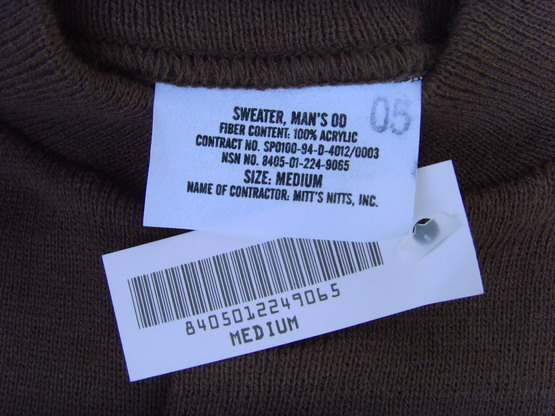 05
SWEATER, MAN'S OD
FIBER CONTENT: 100% ACRYLIC
CONTRACT NO. SP0100-94-D-4012/0003
NSN NO. 8405-01-224-9065
SIZE: MEDIUM
NAME OF CONTRACTOR: MITT'S NITTS, INC.
8405012249065
MEDIUM